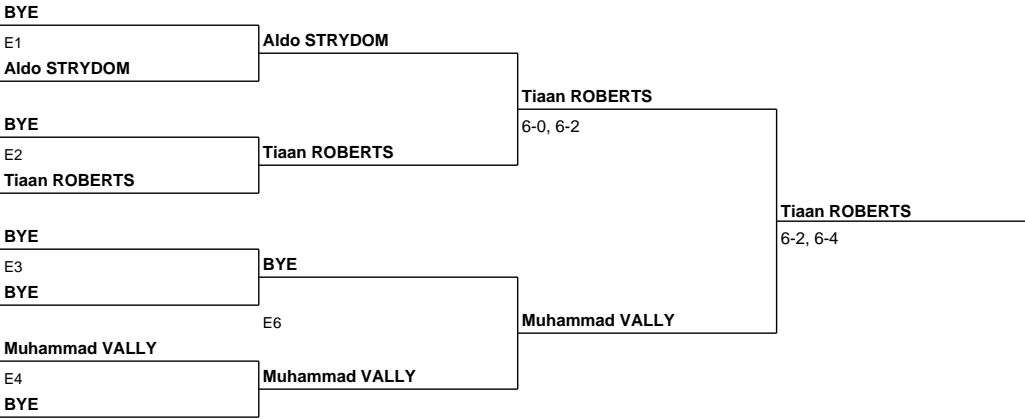 BYE
E1
Aldo STRYDOM
Aldo STRYDOM
Tiaan ROBERTS
6-0, 6-2
BYE
E2
Tiaan ROBERTS
Tiaan ROBERTS
Tiaan ROBERTS
6-2, 6-4
BYE
E3
BYE
BYE
E6
Muhammad VALLY
Muhammad VALLY
E4
BYE
Muhammad VALLY